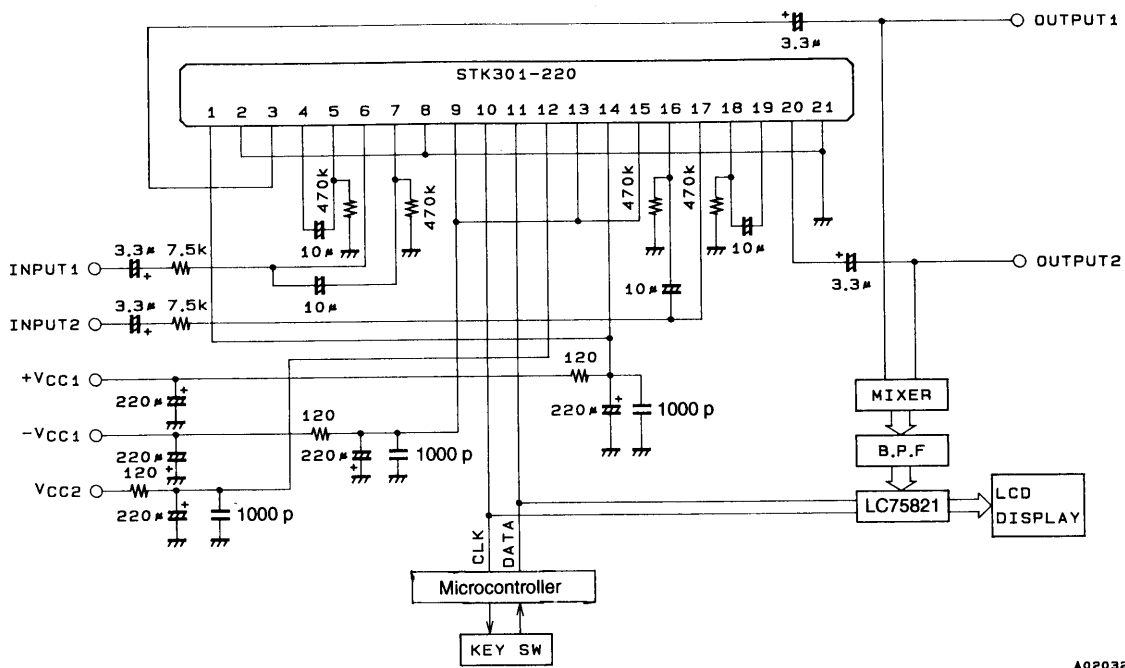 OUTPUT1
3.3μ
STK301-220
1 2 3 4 5 6 7 8 9 10 11 12 13 14 15 16 17 18 19 20 21
470k
470k
470k
470k
10μ
10μ
3.3μ 7.5k
INPUT1
10μ
10μ
OUTPUT2
3.3μ
3.3μ 7.5k
INPUT2
120
+VCC1
220μ
220μ
1000 p
MIXER
120
-VCC1
220μ
220μ
1000 p
B.P.F
120
VCC2
220μ
1000 p
LC75821
LCD
DISPLAY
CLK
DATA
Microcontroller
KEY SW
A02032